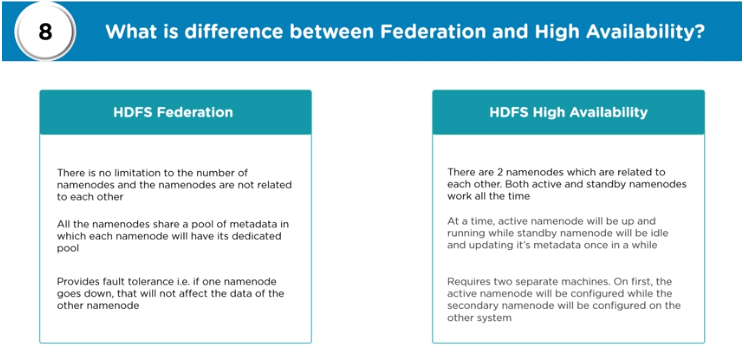 8
What is difference between Federation and High Availability?
HDFS Federation
There is no limitation to the number of
namenodes and the namenodes are not related
to each other
All the namenodes share a pool of metadata in
which each namenode will have its dedicated
pool
Provides fault tolerance i.e. if one namenode
goes down, that will not affect the data of the
other namenode
HDFS High Availability
There are 2 namenodes which are related to
each other. Both active and standby namenodes
work all the time
At a time, active namenode will be up and
running while standby namenode will be idle
and updating it's metadata once in a while
Requires two separate machines. On first, the
active namenode will be configured while the
secondary namenode will be configured on the
other system